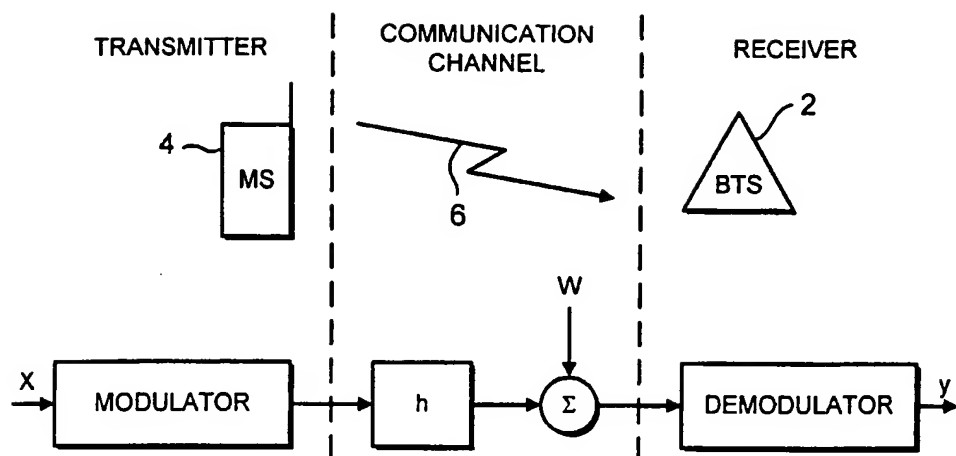 TRANSMITTER
COMMUNICATION
CHANNEL
RECEIVER
4
MS
6
2
BTS
W
X
MODULATOR
h
Σ
DEMODULATOR
y